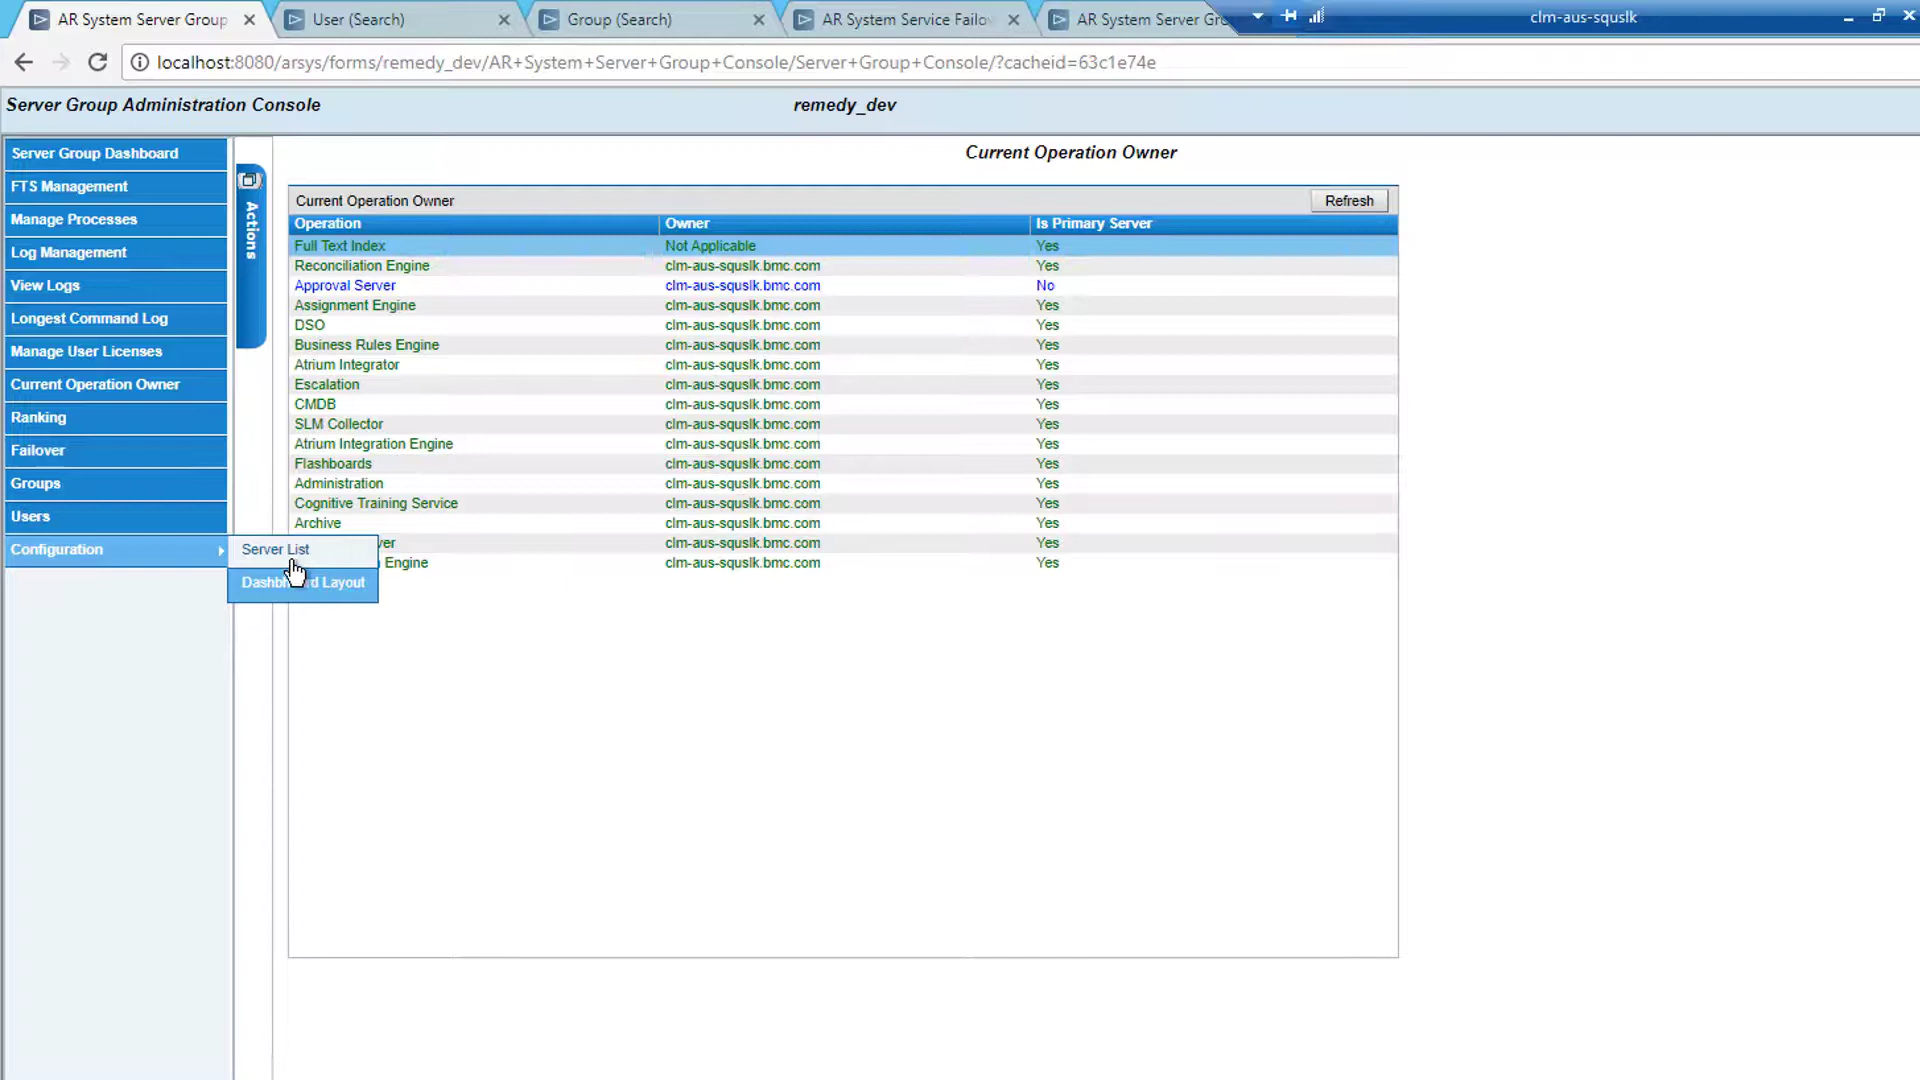 AR System Server Group
User (Search)
Group (Search)
AR System Service Failo
AR System Server Gr
clm-aus-squslk
localhost:8080/arsys/forms/remedy_dev/AR+System+Server+Group+Console/Server+Group+Console/?cacheid=63c1e74e
Server Group Administration Console
remedy_dev
Server Group Dashboard
FTS Management
Manage Processes
Log Management
View Logs
Longest Command Log
Manage User Licenses
Current Operation Owner
Ranking
Failover
Groups
Users
Configuration
Server List
Layout
Actions
Current Operation Owner
Current Operation Owner
Refresh
Operation Owner Is Primary Server
Full Text Index Not Applicable Yes
Reconciliation Engine clm-aus-squslk.bmc.com Yes
Approval Server clm-aus-squslk.bmc.com No
Assignment Engine clm-aus-squslk.bmc.com Yes
DSO clm-aus-squslk.bmc.com Yes
Business Rules Engine clm-aus-squslk.bmc.com Yes
Atrium Integrator clm-aus-squslk.bmc.com Yes
Escalation clm-aus-squslk.bmc.com Yes
CMDB clm-aus-squslk.bmc.com Yes
SLM Collector clm-aus-squslk.bmc.com Yes
Atrium Integration Engine clm-aus-squslk.bmc.com Yes
Flashboards clm-aus-squslk.bmc.com Yes
Administration clm-aus-squslk.bmc.com Yes
Cognitive Training Service clm-aus-squslk.bmc.com Yes
Archive clm-aus-squslk.bmc.com Yes
ver clm-aus-squslk.bmc.com Yes
Engine clm-aus-squslk.bmc.com Yes